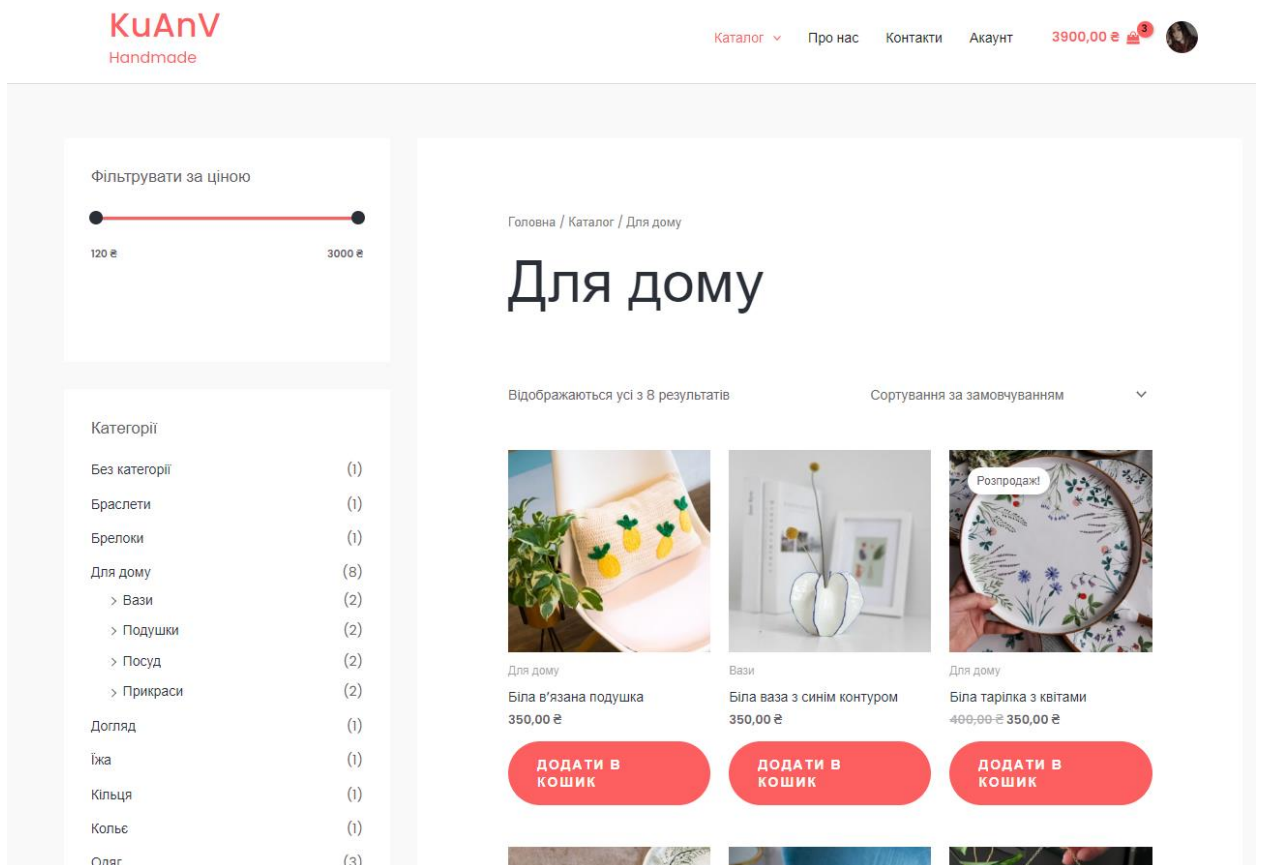 KuAnV
Handmade
Каталог Про нас Контакти Акаунт 3900,00 ₴ 3
Фільтрувати за ціною
120 ₴ 3000 ₴
Категорії
Без категорії (1)
Браслети (1)
Брелоки (1)
Для дому (8)
> Вази (2)
> Подушки (2)
> Посуд (2)
> Прикраси (2)
Догляд (1)
Їжа (1)
Кільця (1)
Кольє (1)
Одяг (3)
Головна / Каталог / Для дому
Для дому
Відображаються усі з 8 результатів Сортування за замовчуванням
Розпродаж!
Для дому Вази Для дому
Біла в’язана подушка Біла ваза з синім контуром Біла тарілка з квітами
350,00 ₴ 350,00 ₴ 400,00 ₴ 350,00 ₴
ДОДАТИ В ДОДАТИ В ДОДАТИ В
КОШИК КОШИК КОШИК